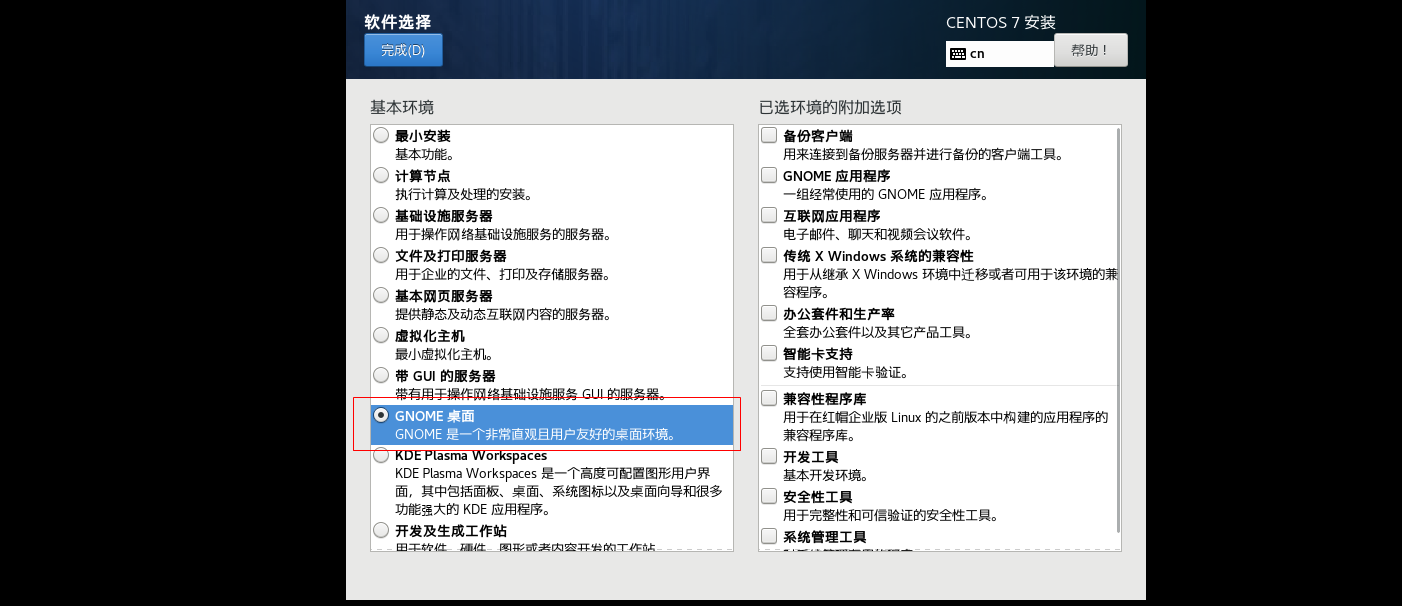 软件选择
CENTOS 7 安装
完成(D)
cn
帮助！
基本环境
最小安装
基本功能。
计算节点
执行计算及处理的安装。
基础设施服务器
用于操作网络基础设施服务的服务器。
文件及打印服务器
用于企业的文件、打印及存储服务器。
基本网页服务器
提供静态及动态互联网内容的服务器。
虚拟化主机
最小虚拟化主机。
带 GUI 的服务器
带有用于操作网络基础设施服务 GUI 的服务器。
GNOME 桌面
GNOME 是一个非常直观且用户友好的桌面环境。
KDE Plasma Workspaces
KDE Plasma Workspaces 是一个高度可配置图形用户界
面，其中包括面板、桌面、系统图标以及桌面向导和很多
功能强大的 KDE 应用程序。
开发及生成工作站
用于软件、硬件、图形或者内容开发的工作站
已选环境的附加选项
备份客户端
用来连接到备份服务器并进行备份的客户端工具。
GNOME 应用程序
一组经常使用的 GNOME 应用程序。
互联网应用程序
电子邮件、聊天和视频会议软件。
传统 X Windows 系统的兼容性
用于从继承 X Windows 环境中迁移或者可用于该环境的兼
容程序。
办公套件和生产率
全套办公套件以及其它产品工具。
智能卡支持
支持使用智能卡验证。
兼容性程序库
用于在红帽企业版 Linux 的之前版本中构建的应用程序的
兼容程序库。
开发工具
基本开发环境。
安全性工具
用于完整性和可信验证的安全性工具。
系统管理工具